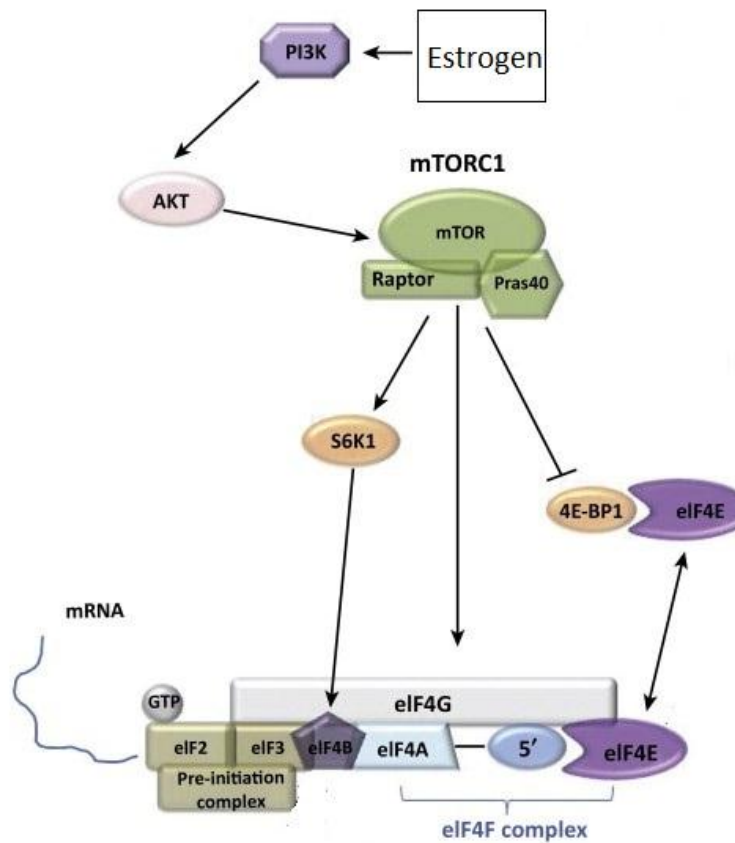 PI3K
Estrogen
AKT
mTORC1
mTOR
Raptor
Pras40
S6K1
4E-BP1
eIF4E
mRNA
GTP
eIF4G
eIF2
eIF3
eIF4B
eIF4A
5′
eIF4E
Pre-initiation
complex
eIF4F complex